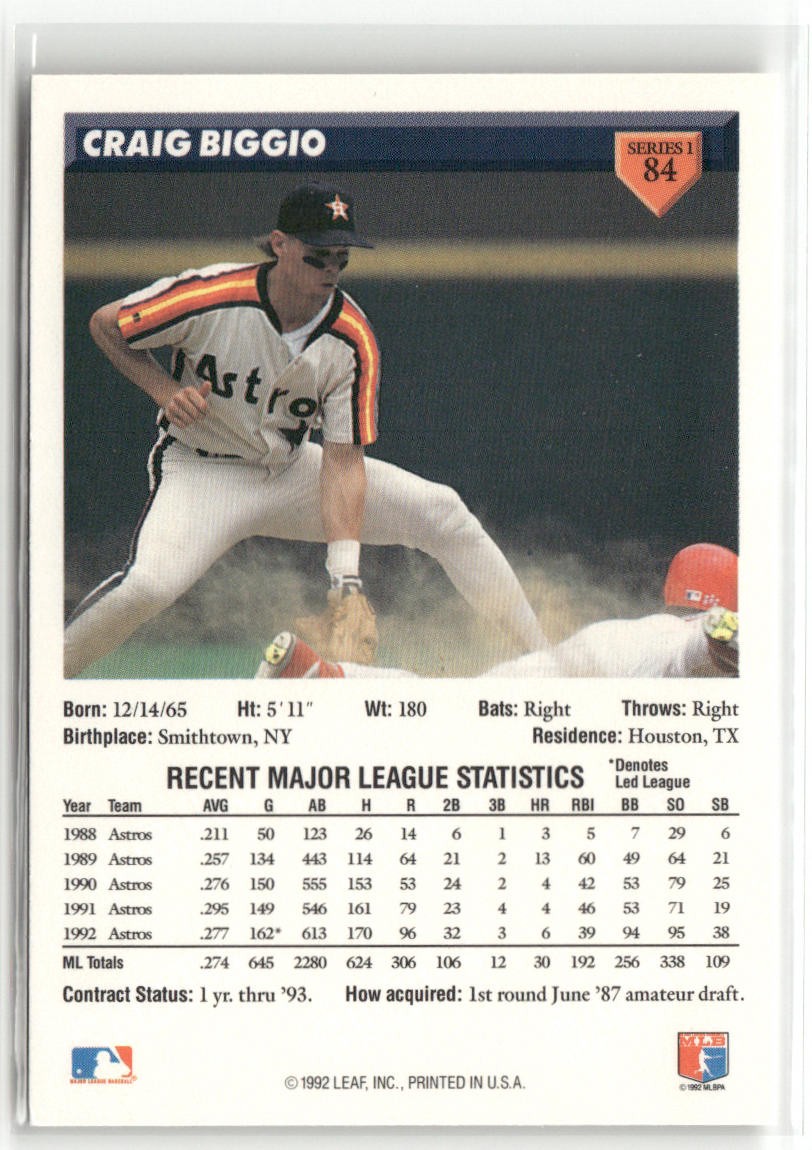 CRAIG BIGGIO
SERIES 1
84
Astro
Born: 12/14/65 Ht: 5' 11" Wt: 180 Bats: Right Throws: Right
Birthplace: Smithtown, NY Residence: Houston, TX
RECENT MAJOR LEAGUE STATISTICS *Denotes Led League
Year Team AVG G AB H R 2B 3B HR RBI BB SO SB
1988 Astros .211 50 123 26 14 6 1 3 5 7 29 6
1989 Astros .257 134 443 114 64 21 2 13 60 49 64 21
1990 Astros .276 150 555 153 53 24 2 4 42 53 79 25
1991 Astros .295 149 546 161 79 23 4 4 46 53 71 19
1992 Astros .277 162* 613 170 96 32 3 6 39 94 95 38
ML Totals .274 645 2280 624 306 106 12 30 192 256 338 109
Contract Status: 1 yr. thru '93. How acquired: 1st round June '87 amateur draft.
MAJOR LEAGUE BASEBALL®
©1992 LEAF, INC., PRINTED IN U.S.A.
MLB
©1992 MLBPA